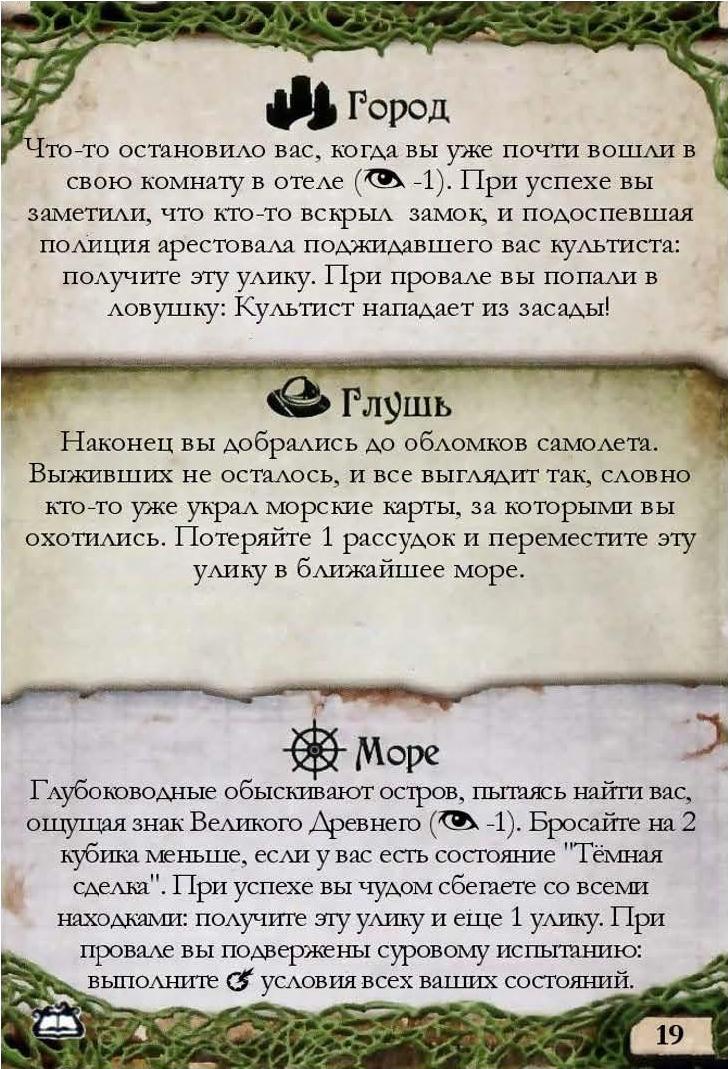 Город
Что-то остановило вас, когда вы уже почти вошли в
свою комнату в отеле ( -1). При успехе вы
заметили, что кто-то вскрыл замок, и подоспевшая
полиция арестовала поджидавшего вас культиста:
получите эту улику. При провале вы попали в
ловушку: Культист нападает из засады!
Глушь
Наконец вы добрались до обломков самолета.
Выживших не осталось, и все выглядит так, словно
кто-то уже украл морские карты, за которыми вы
охотились. Потеряйте 1 рассудок и переместите эту
улику в ближайшее море.
Море
Глубоководные обыскивают остров, пытаясь найти вас,
ощущая знак Великого Древнего ( -1). Бросайте на 2
кубика меньше, если у вас есть состояние "Тёмная
сделка". При успехе вы чудом сбегаете со всеми
находками: получите эту улику и еще 1 улику. При
провале вы подвержены суровому испытанию:
выполните условия всех ваших состояний.
19